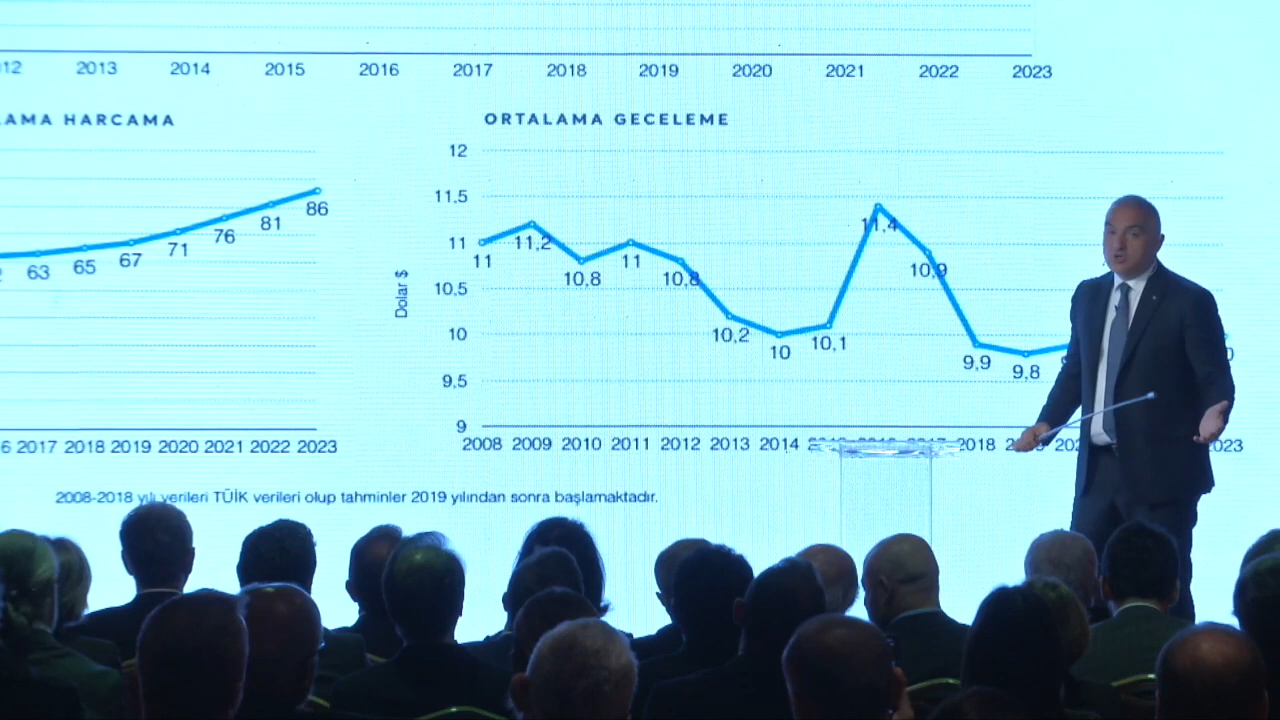 2013 2014 2015 2016 2017 2018 2019 2020 2021 2022 2023
HARCAMA
63 65 67 71 76 81 86
2017 2018 2019 2020 2021 2022 2023
ORTALAMA GECELEME
Dolar $
12
11,5
11
10,5
10
9,5
9
11 11,2 10,8 11 10,8 10,2 10 10,1 11,4 10,9 9,9 9,8
2008 2009 2010 2011 2012 2013 2014 2018
2008-2018 yılı verileri TÜİK verileri olup tahminler 2019 yılından sonra başlamaktadır.